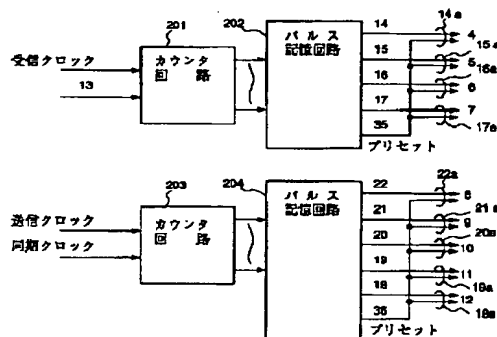 201
202
14
14a
4
受信クロック
カウンタ
回路
パルス
記憶回路
15
15a
5
13
16
16a
6
17
7
35
17a
プリセット
203
204
22
22a
8
送信クロック
カウンタ
回路
パルス
記憶回路
21
21a
9
同期クロック
20
20a
10
19
11
18
19a
12
36
18a
プリセット